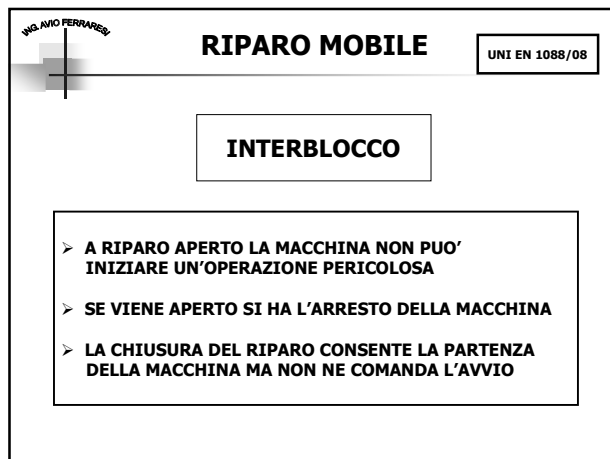 ING. AVIO FERRARESI
RIPARO MOBILE
UNI EN 1088/08
INTERBLOCCO
➢ A RIPARO APERTO LA MACCHINA NON PUO'
INIZIARE UN'OPERAZIONE PERICOLOSA
➢ SE VIENE APERTO SI HA L'ARRESTO DELLA MACCHINA
➢ LA CHIUSURA DEL RIPARO CONSENTE LA PARTENZA
DELLA MACCHINA MA NON NE COMANDA L'AVVIO